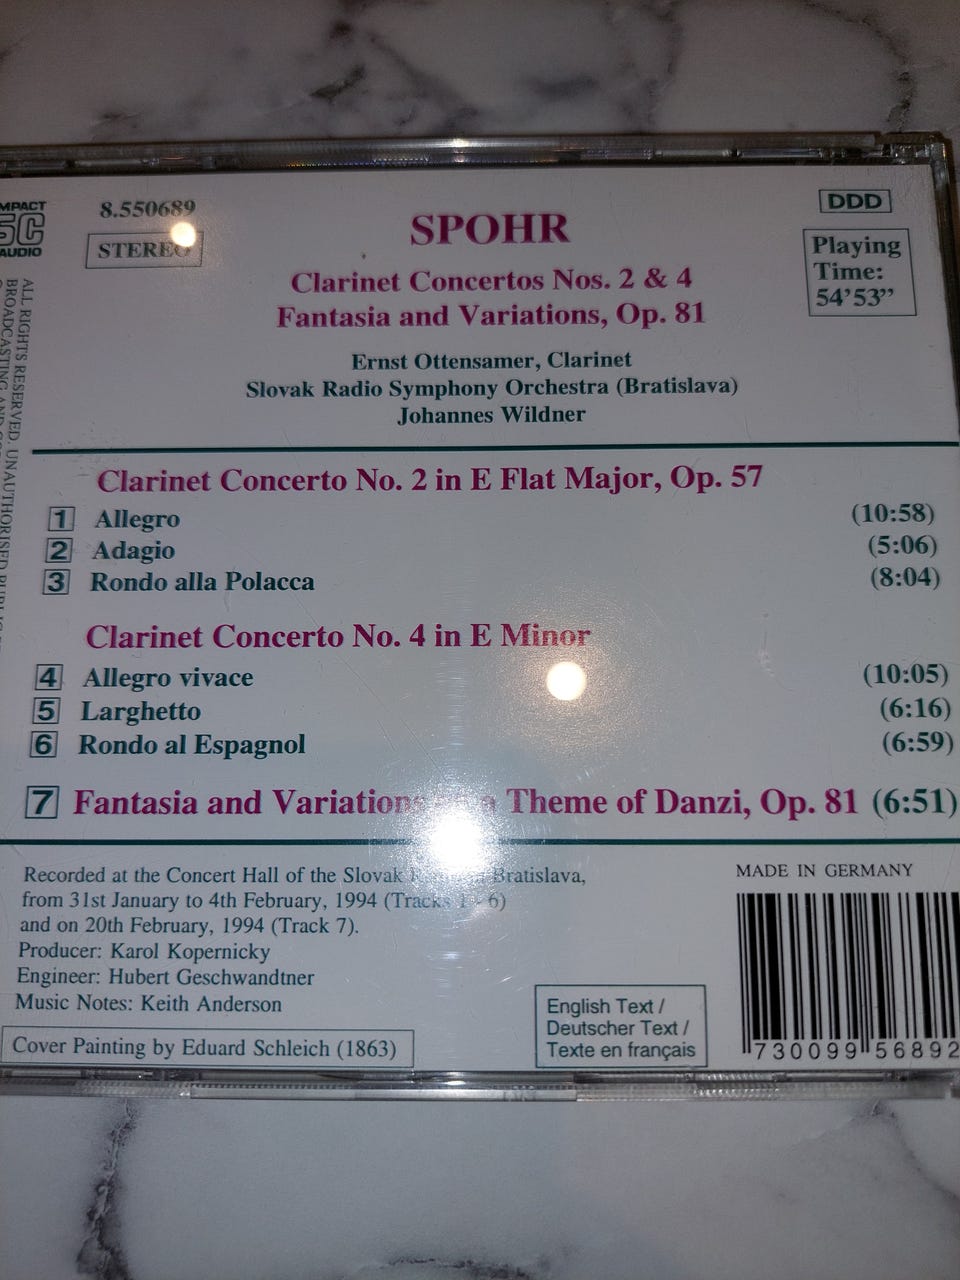 8.550689
STEREO
SPOHR
Clarinet Concertos Nos. 2 & 4
Fantasia and Variations, Op. 81
Ernst Ottensamer, Clarinet
Slovak Radio Symphony Orchestra (Bratislava)
Johannes Wildner
DDD
Playing
Time:
54'53"
AUDIO
ALL RIGHTS RESERVED. UNAUTHORISED
BROADCASTING AND
Clarinet Concerto No. 2 in E Flat Major, Op. 57
1 Allegro (10:58)
2 Adagio (5:06)
3 Rondo alla Polacca (8:04)
Clarinet Concerto No. 4 in E Minor
4 Allegro vivace (10:05)
5 Larghetto (6:16)
6 Rondo al Espagnol (6:59)
7 Fantasia and Variations Theme of Danzi, Op. 81 (6:51)
Recorded at the Concert Hall of the Slovak Bratislava,
from 31st January to 4th February, 1994 (Tracks 1 - 6)
and on 20th February, 1994 (Track 7).
Producer: Karol Kopernicky
Engineer: Hubert Geschwandtner
Music Notes: Keith Anderson
Cover Painting by Eduard Schleich (1863)
English Text /
Deutscher Text /
Texte en français
MADE IN GERMANY
730099 56892